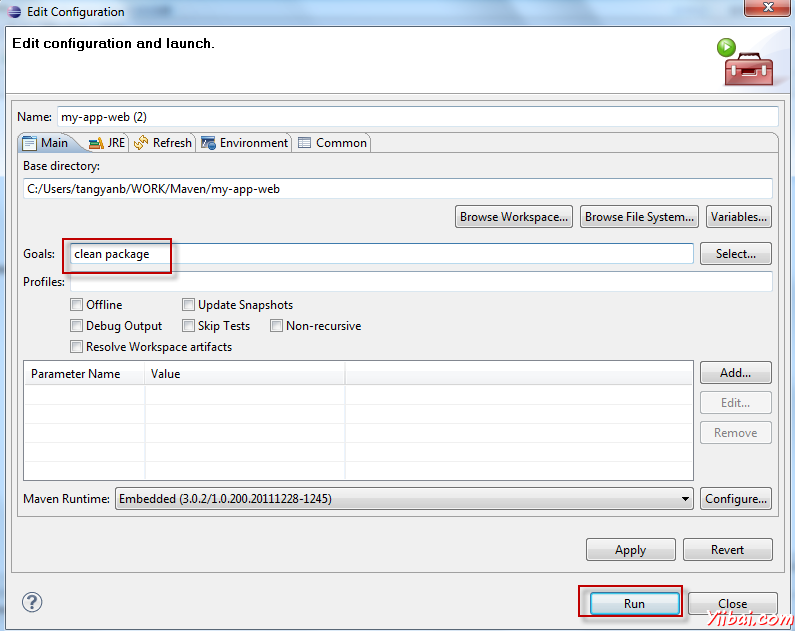 Edit Configuration
Edit configuration and launch.
Name: my-app-web (2)
Main JRE Refresh Environment Common
Base directory:
C:/Users/tangyanb/WORK/Maven/my-app-web
Browse Workspace... Browse File System... Variables...
Goals: clean package Select...
Profiles:
Offline Update Snapshots
Debug Output Skip Tests Non-recursive
Resolve Workspace artifacts
Parameter Name Value Add...
Edit...
Remove
Maven Runtime: Embedded (3.0.2/1.0.200.20111228-1245) Configure...
Apply Revert
Run Close
Yiibai.com